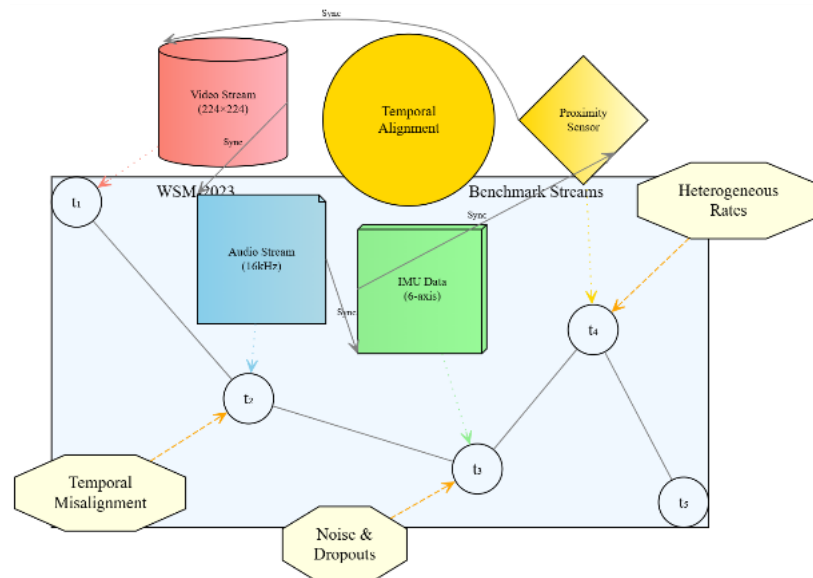 Sync
Video Stream
(224×224)
Temporal
Alignment
Proximity
Sensor
Sync
WSM-2023
Benchmark Streams
Heterogeneous
Rates
t₁
Sync
Audio Stream
(16kHz)
IMU Data
(6-axis)
Sync
t₄
t₂
t₃
Temporal
Misalignment
t₅
Noise &
Dropouts